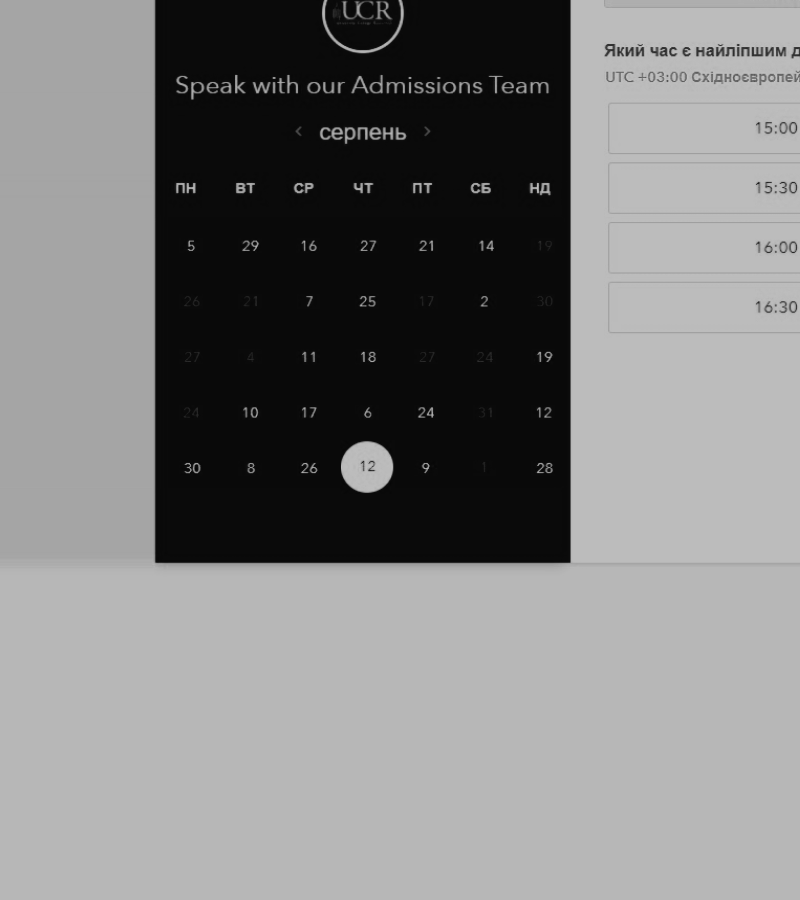 UCR
Speak with our Admissions Team
< серпень >
ПН ВТ СР ЧТ ПТ СБ НД
5 29 16 27 21 14 19
26 21 7 25 17 2 30
27 4 11 18 27 24 19
24 10 17 6 24 31 12
30 8 26 12 9 1 28
Який час є найліпшим д
UTC +03:00 Східноєвропей
15:00
15:30
16:00
16:30